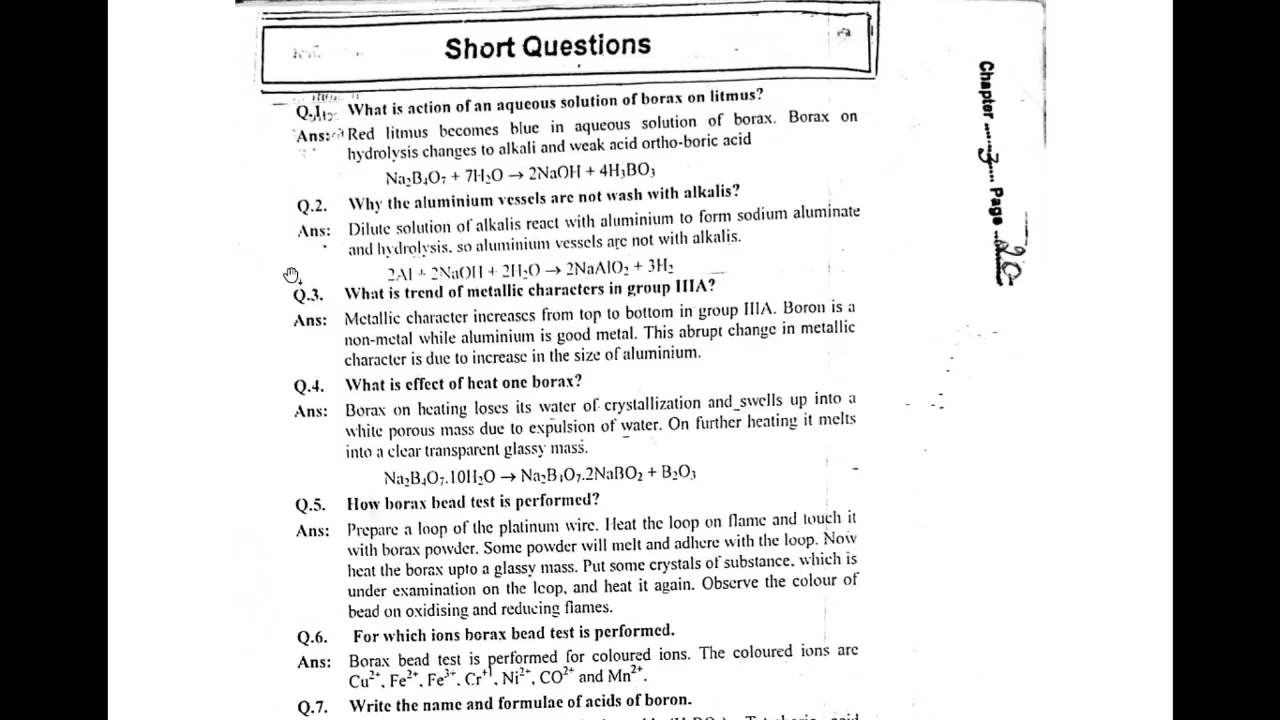 Short Questions
Chapter ...... 3 .... Page ... 20
Q.1. What is action of an aqueous solution of borax on litmus?
Ans: Red litmus becomes blue in aqueous solution of borax. Borax on
hydrolysis changes to alkali and weak acid ortho-boric acid
Na₂B₄O₇ + 7H₂O → 2NaOH + 4H₃BO₃
Q.2. Why the aluminium vessels are not wash with alkalis?
Ans: Dilute solution of alkalis react with aluminium to form sodium aluminate
and hydrolysis. so aluminium vessels are not with alkalis.
2Al + 2NaOH + 2H₂O → 2NaAlO₂ + 3H₂
Q.3. What is trend of metallic characters in group IIIA?
Ans: Metallic character increases from top to bottom in group IIIA. Boron is a
non-metal while aluminium is good metal. This abrupt change in metallic
character is due to increase in the size of aluminium.
Q.4. What is effect of heat one borax?
Ans: Borax on heating loses its water of crystallization and swells up into a
white porous mass due to expulsion of water. On further heating it melts
into a clear transparent glassy mass.
Na₂B₄O₇.10H₂O → Na₂B₄O₇.2NaBO₂ + B₂O₃
Q.5. How borax bead test is performed?
Ans: Prepare a loop of the platinum wire. Heat the loop on flame and touch it
with borax powder. Some powder will melt and adhere with the loop. Now
heat the borax upto a glassy mass. Put some crystals of substance. which is
under examination on the loop, and heat it again. Observe the colour of
bead on oxidising and reducing flames.
Q.6. For which ions borax bead test is performed.
Ans: Borax bead test is performed for coloured ions. The coloured ions are
Cu²⁺, Fe²⁺, Fe³⁺, Ni²⁺, CO²⁺ and Mn²⁺.
Q.7. Write the name and formulae of acids of boron.